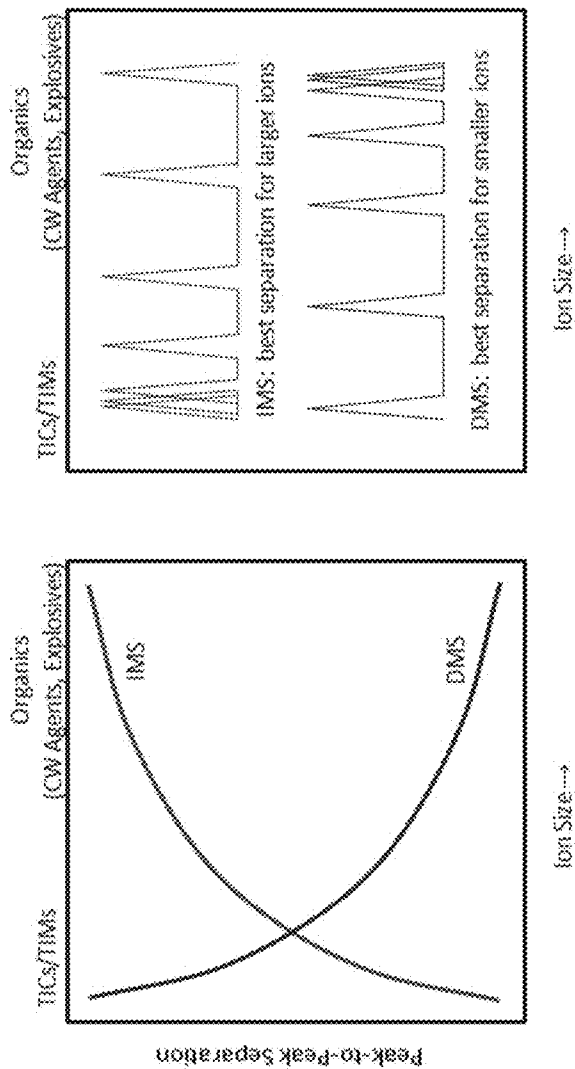 Peak-to-Peak Separation
TICs/TIMs
Organics
(CW Agents, Explosives)
IMS
DMS
Ion Size→
TICs/TIMs
Organics
(CW Agents, Explosives)
IMS: best separation for larger ions
DMS: best separation for smaller ions
Ion Size→